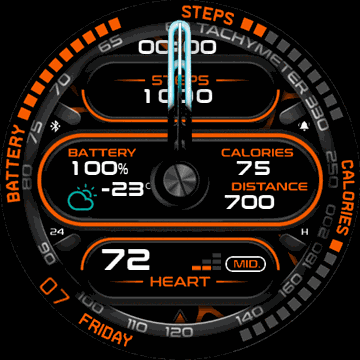 STEPS
TACHYMETER 330
65
70
75
80
90
100
110
120
140
160
180
200
250
00:00
STEPS
BATTERY
100%
-23°C
CALORIES
75
DISTANCE
700
BATTERY
CALORIES
24
H
72
MID.
HEART
07 FRIDAY